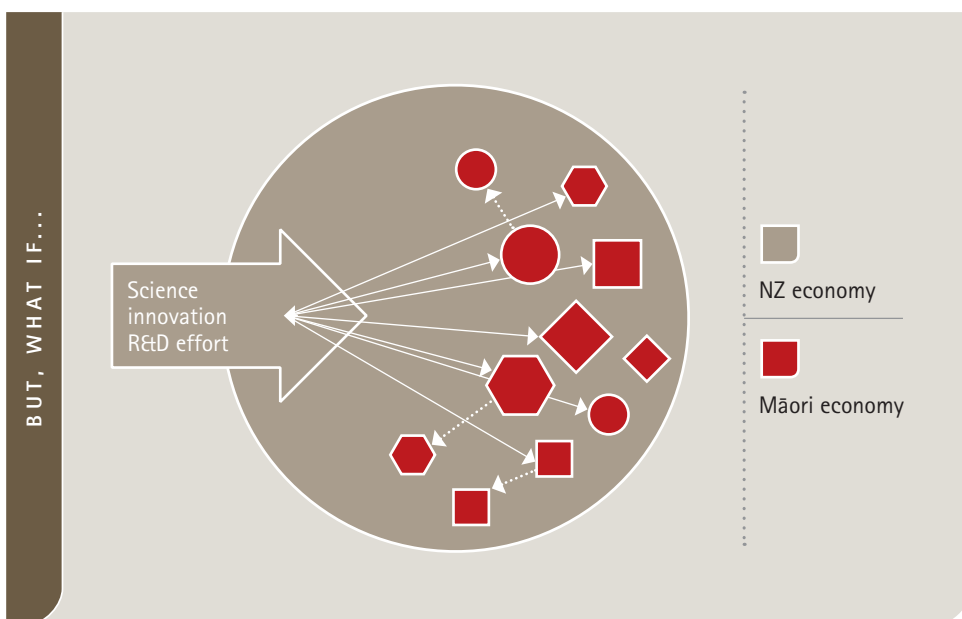 BUT, WHAT IF...
Science
innovation
R&D effort
NZ economy
Māori economy